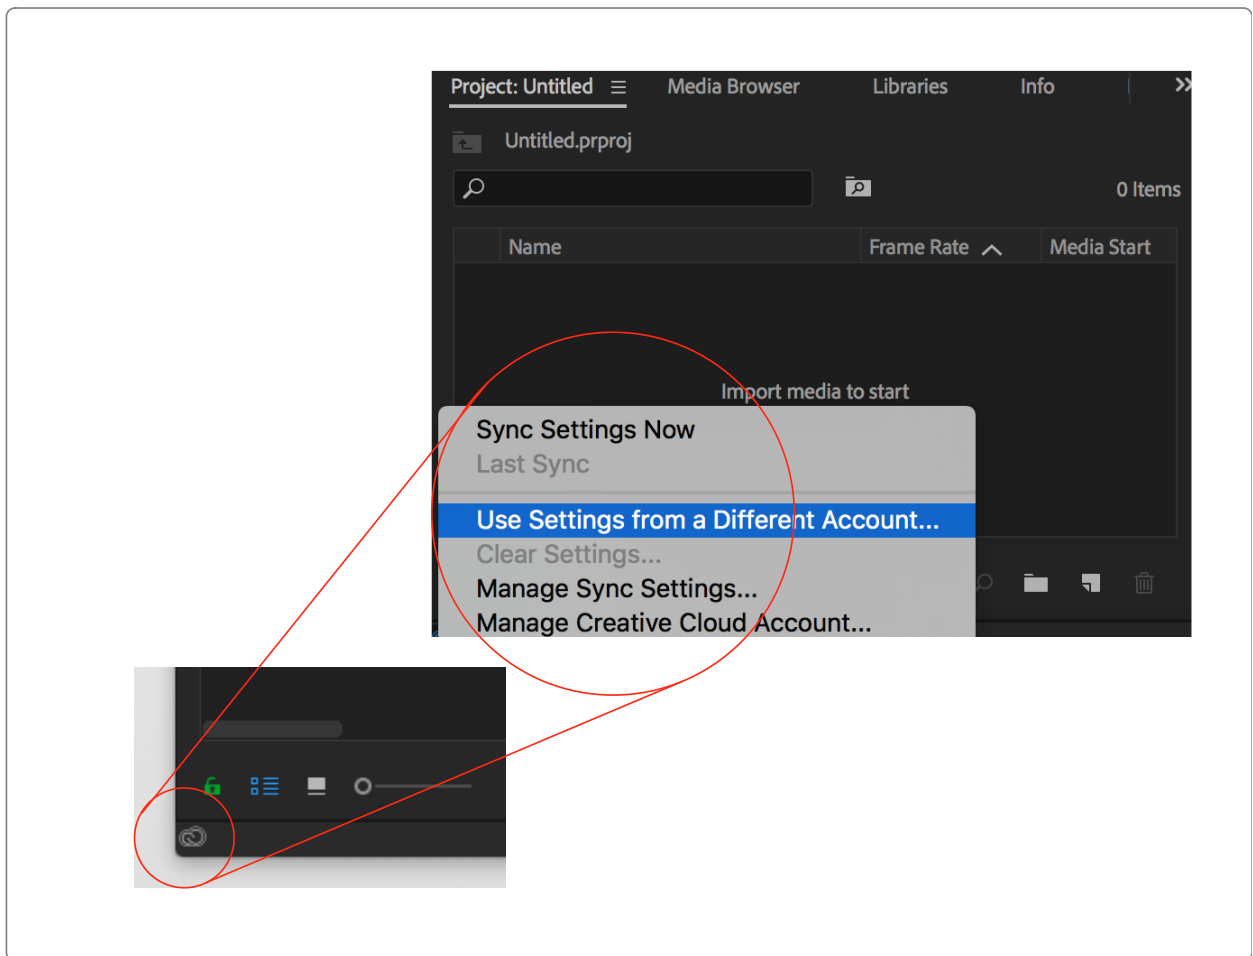 Project: Untitled Media Browser Libraries Info
Untitled.prproj
0 Items
Name Frame Rate Media Start
Import media to start
Sync Settings Now
Last Sync
Use Settings from a Different Account...
Clear Settings...
Manage Sync Settings...
Manage Creative Cloud Account...